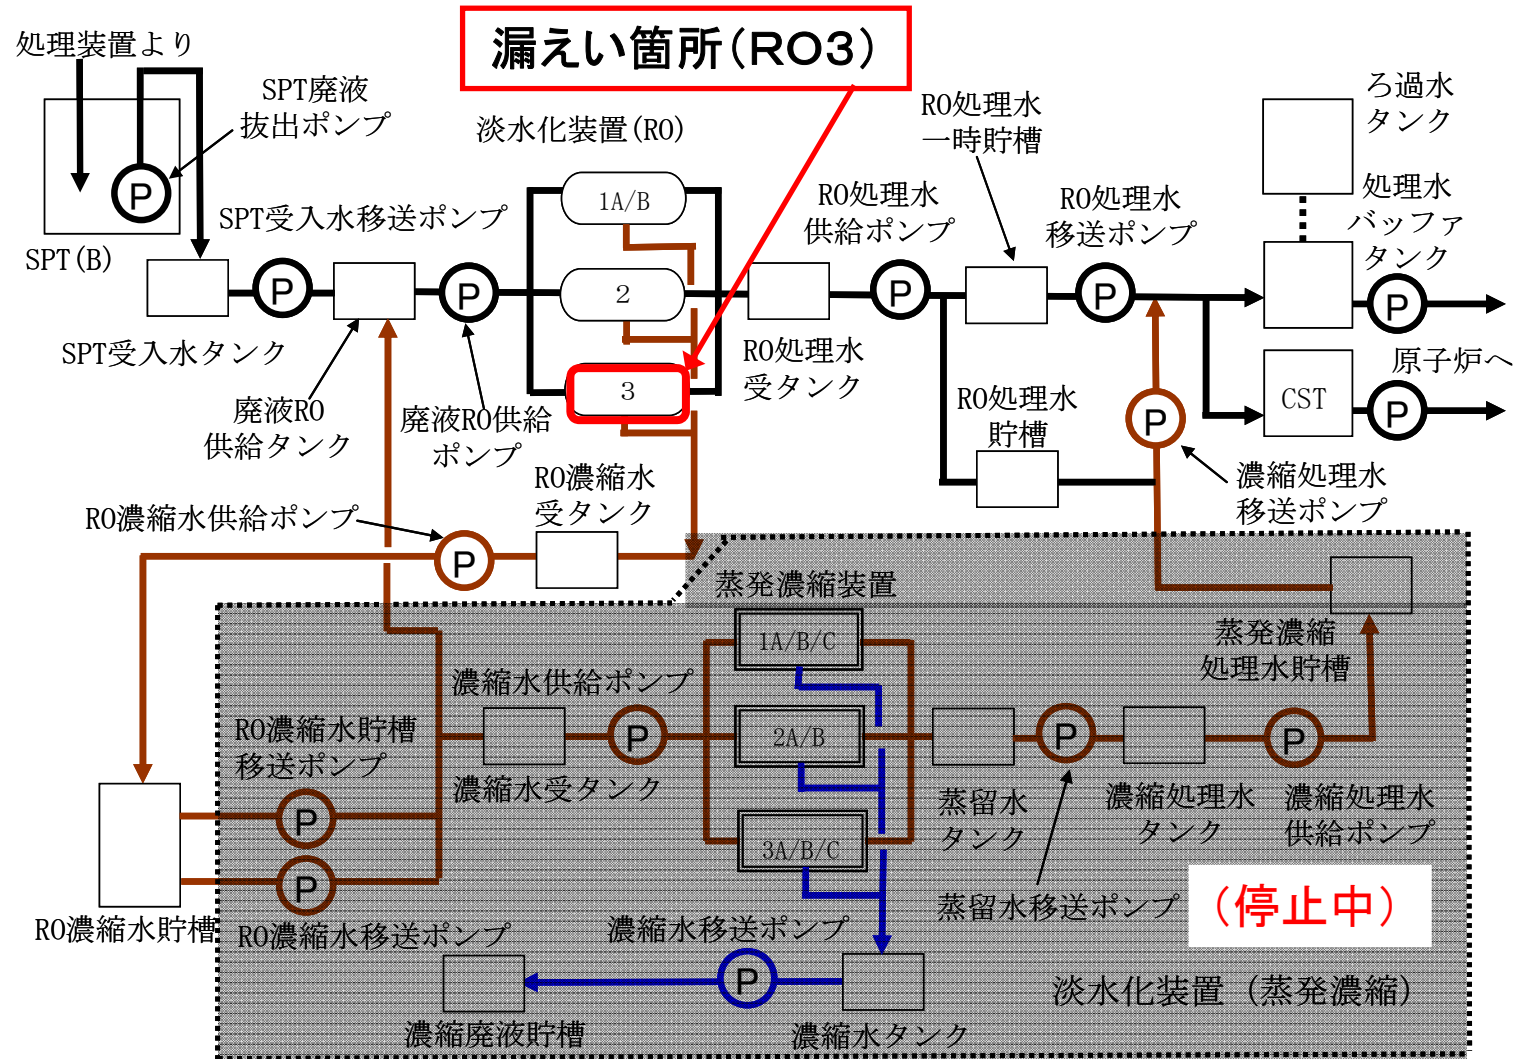 漏えい箇所(RO3)
処理装置より
SPT廃液
抜出ポンプ
P
SPT(B)
淡水化装置(RO)
RO処理水
一時貯槽
ろ過水
タンク
SPT受入水移送ポンプ
1A/B
RO処理水
供給ポンプ
RO処理水
移送ポンプ
処理水
バッファ
タンク
P
P
2
P
P
P
SPT受入水タンク
廃液RO
供給タンク
廃液RO供給
ポンプ
3
RO処理水
受タンク
RO処理水
貯槽
P
CST
原子炉へ
P
濃縮処理水
移送ポンプ
RO濃縮水供給ポンプ
P
RO濃縮水
受タンク
蒸発濃縮装置
1A/B/C
蒸発濃縮
処理水貯槽
濃縮水供給ポンプ
RO濃縮水貯槽
移送ポンプ
P
2A/B
P
P
濃縮水受タンク
蒸留水
タンク
濃縮処理水
タンク
濃縮処理水
供給ポンプ
P
3A/B/C
P
RO濃縮水貯槽
RO濃縮水移送ポンプ
濃縮水移送ポンプ
蒸留水移送ポンプ
(停止中)
P
淡水化装置(蒸発濃縮)
濃縮廃液貯槽
濃縮水タンク